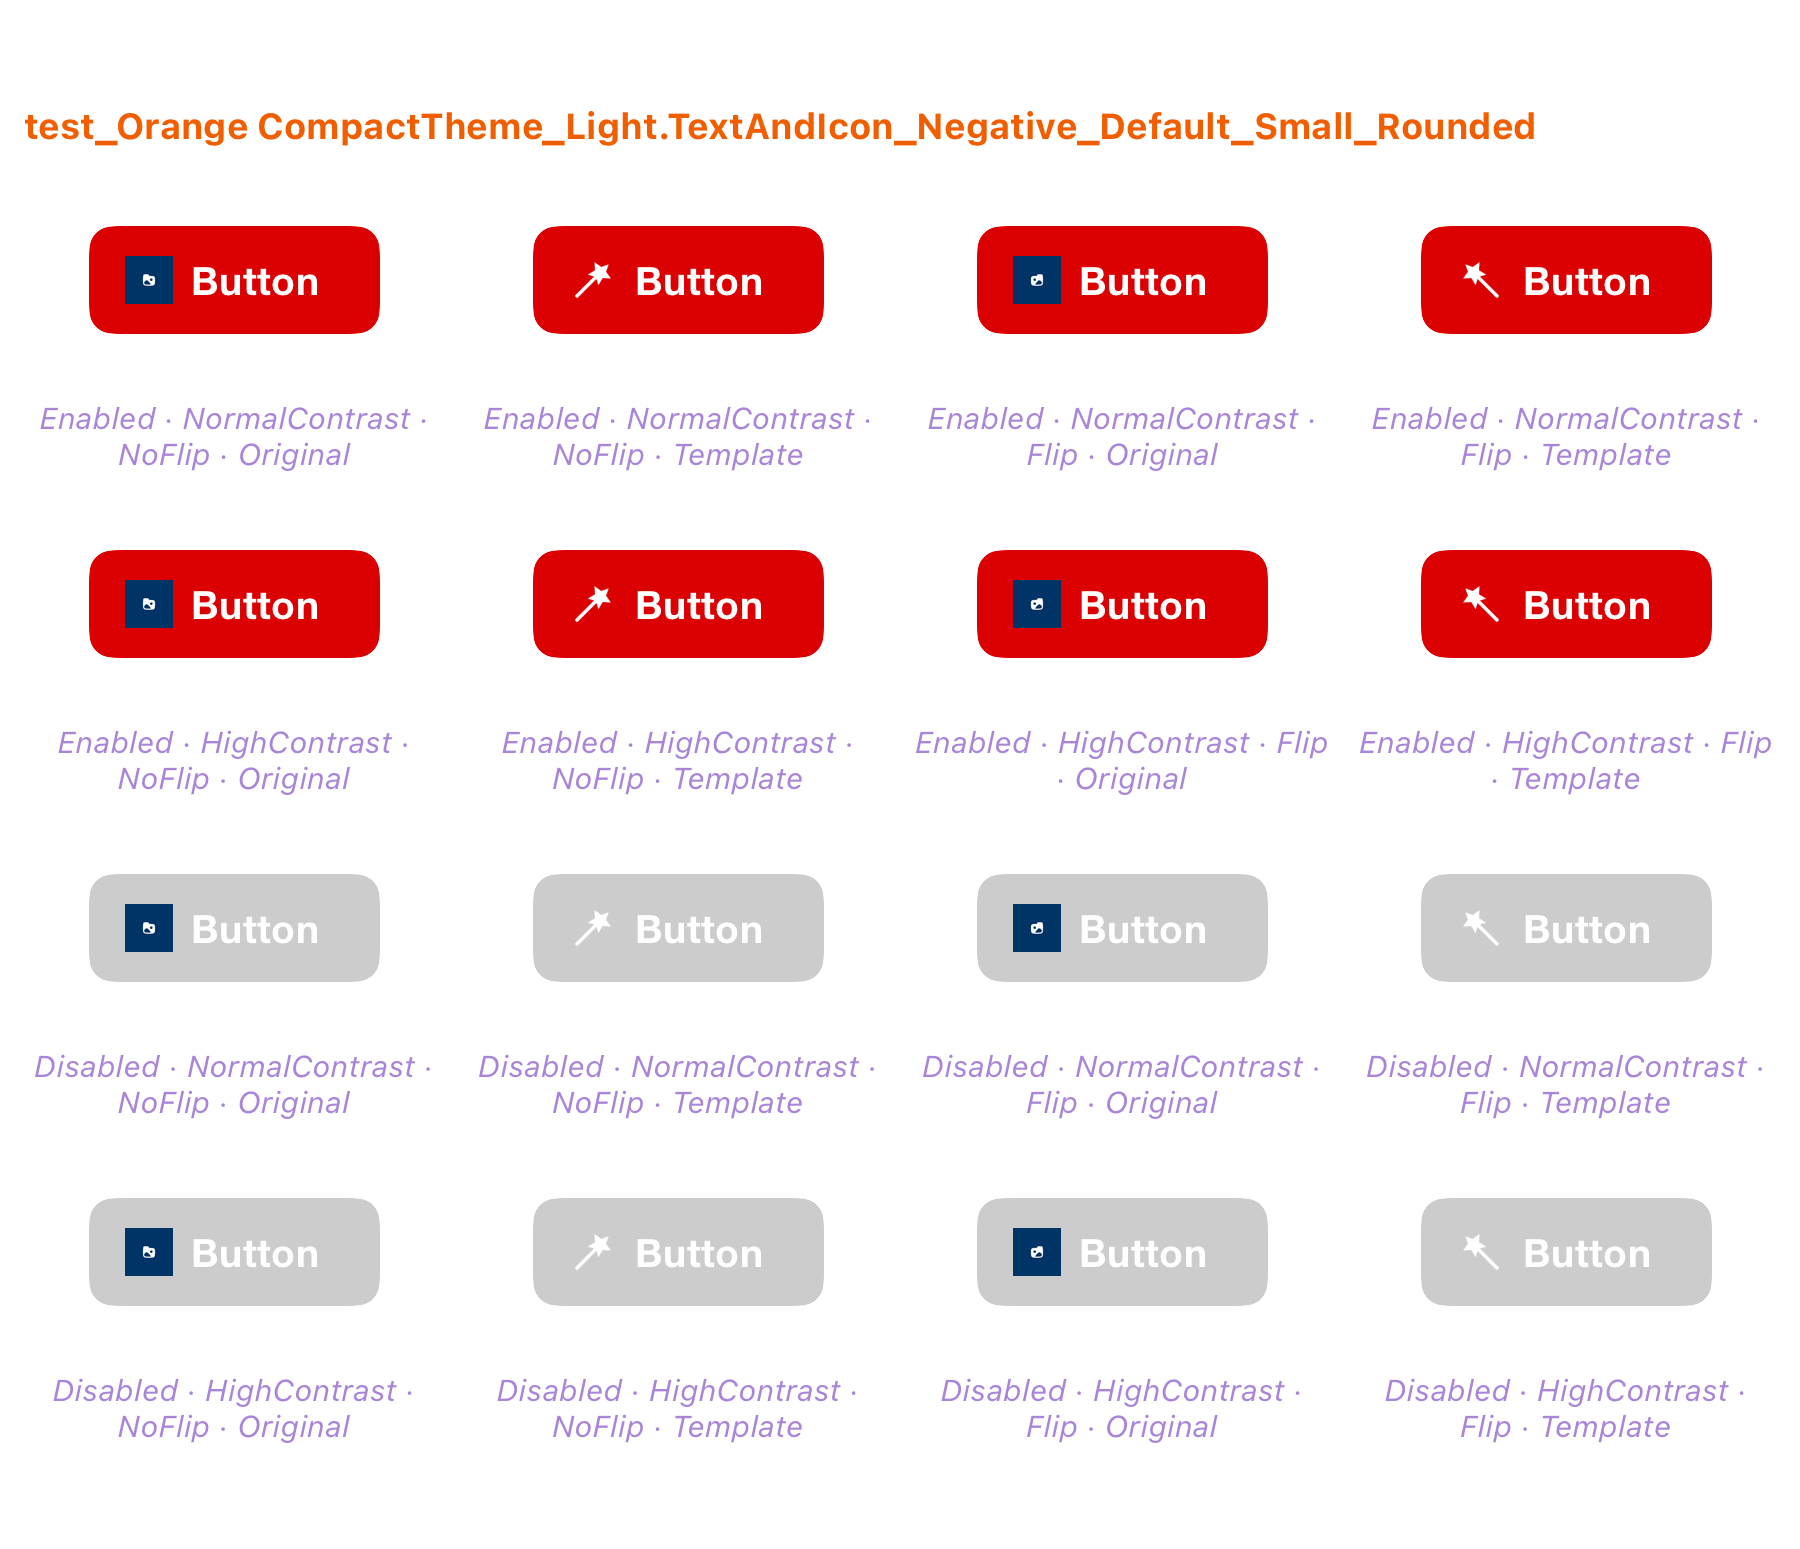 test_Orange CompactTheme_Light.TextAndIcon_Negative_Default_Small_Rounded
Button Button Button Button
Enabled · NormalContrast · Enabled · NormalContrast · Enabled · NormalContrast · Enabled · NormalContrast ·
NoFlip · Original NoFlip · Template Flip · Original Flip · Template
Button Button Button Button
Enabled · HighContrast · Enabled · HighContrast · Enabled · HighContrast · Flip Enabled · HighContrast · Flip
NoFlip · Original NoFlip · Template · Original · Template
Button Button Button Button
Disabled · NormalContrast · Disabled · NormalContrast · Disabled · NormalContrast · Disabled · NormalContrast ·
NoFlip · Original NoFlip · Template Flip · Original Flip · Template
Button Button Button Button
Disabled · HighContrast · Disabled · HighContrast · Disabled · HighContrast · Disabled · HighContrast ·
NoFlip · Original NoFlip · Template Flip · Original Flip · Template